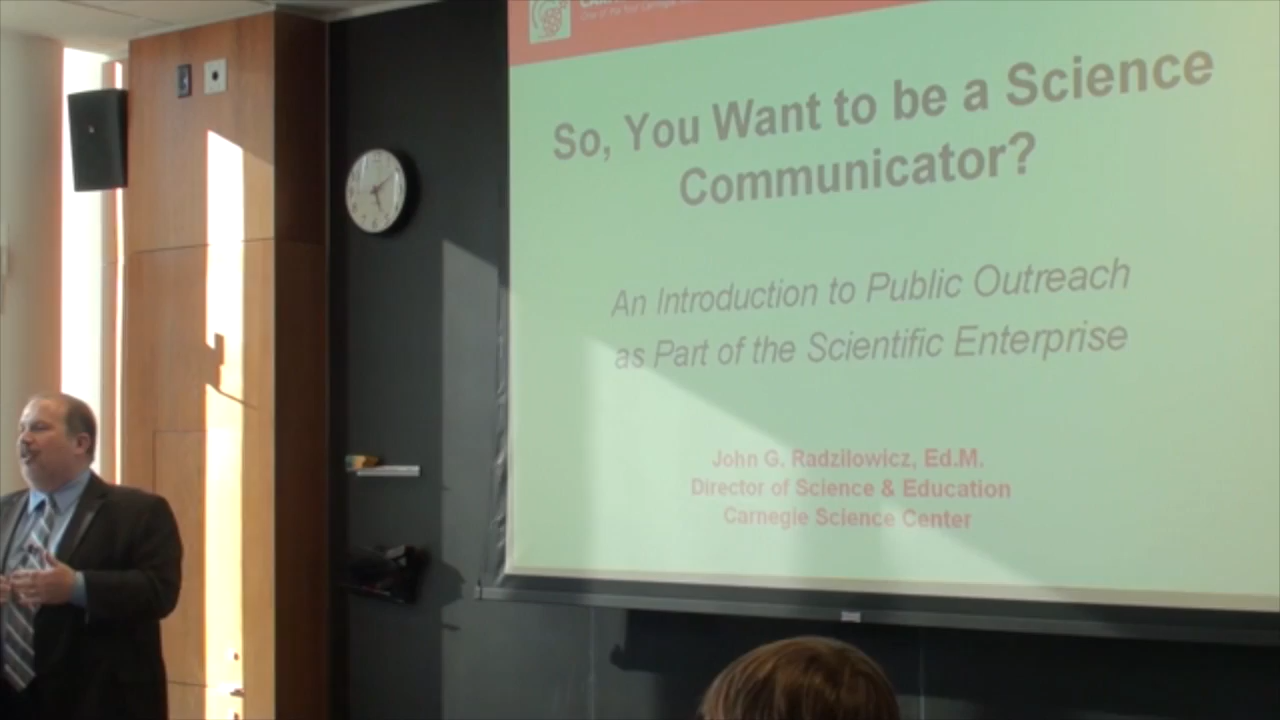 So, You Want to be a Science
Communicator?
An Introduction to Public Outreach
as Part of the Scientific Enterprise
John G. Radzilowicz, Ed.M.
Director of Science & Education
Carnegie Science Center